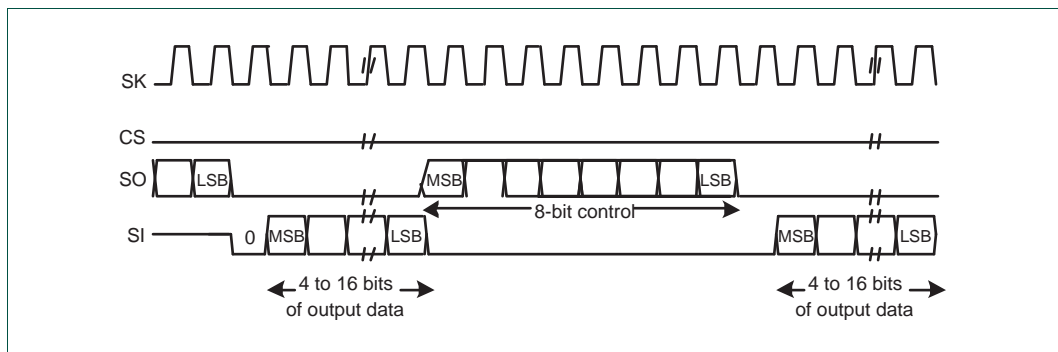 SK
CS
SO LSB MSB LSB
8-bit control
SI 0 MSB LSB MSB LSB
4 to 16 bits
of output data
4 to 16 bits
of output data